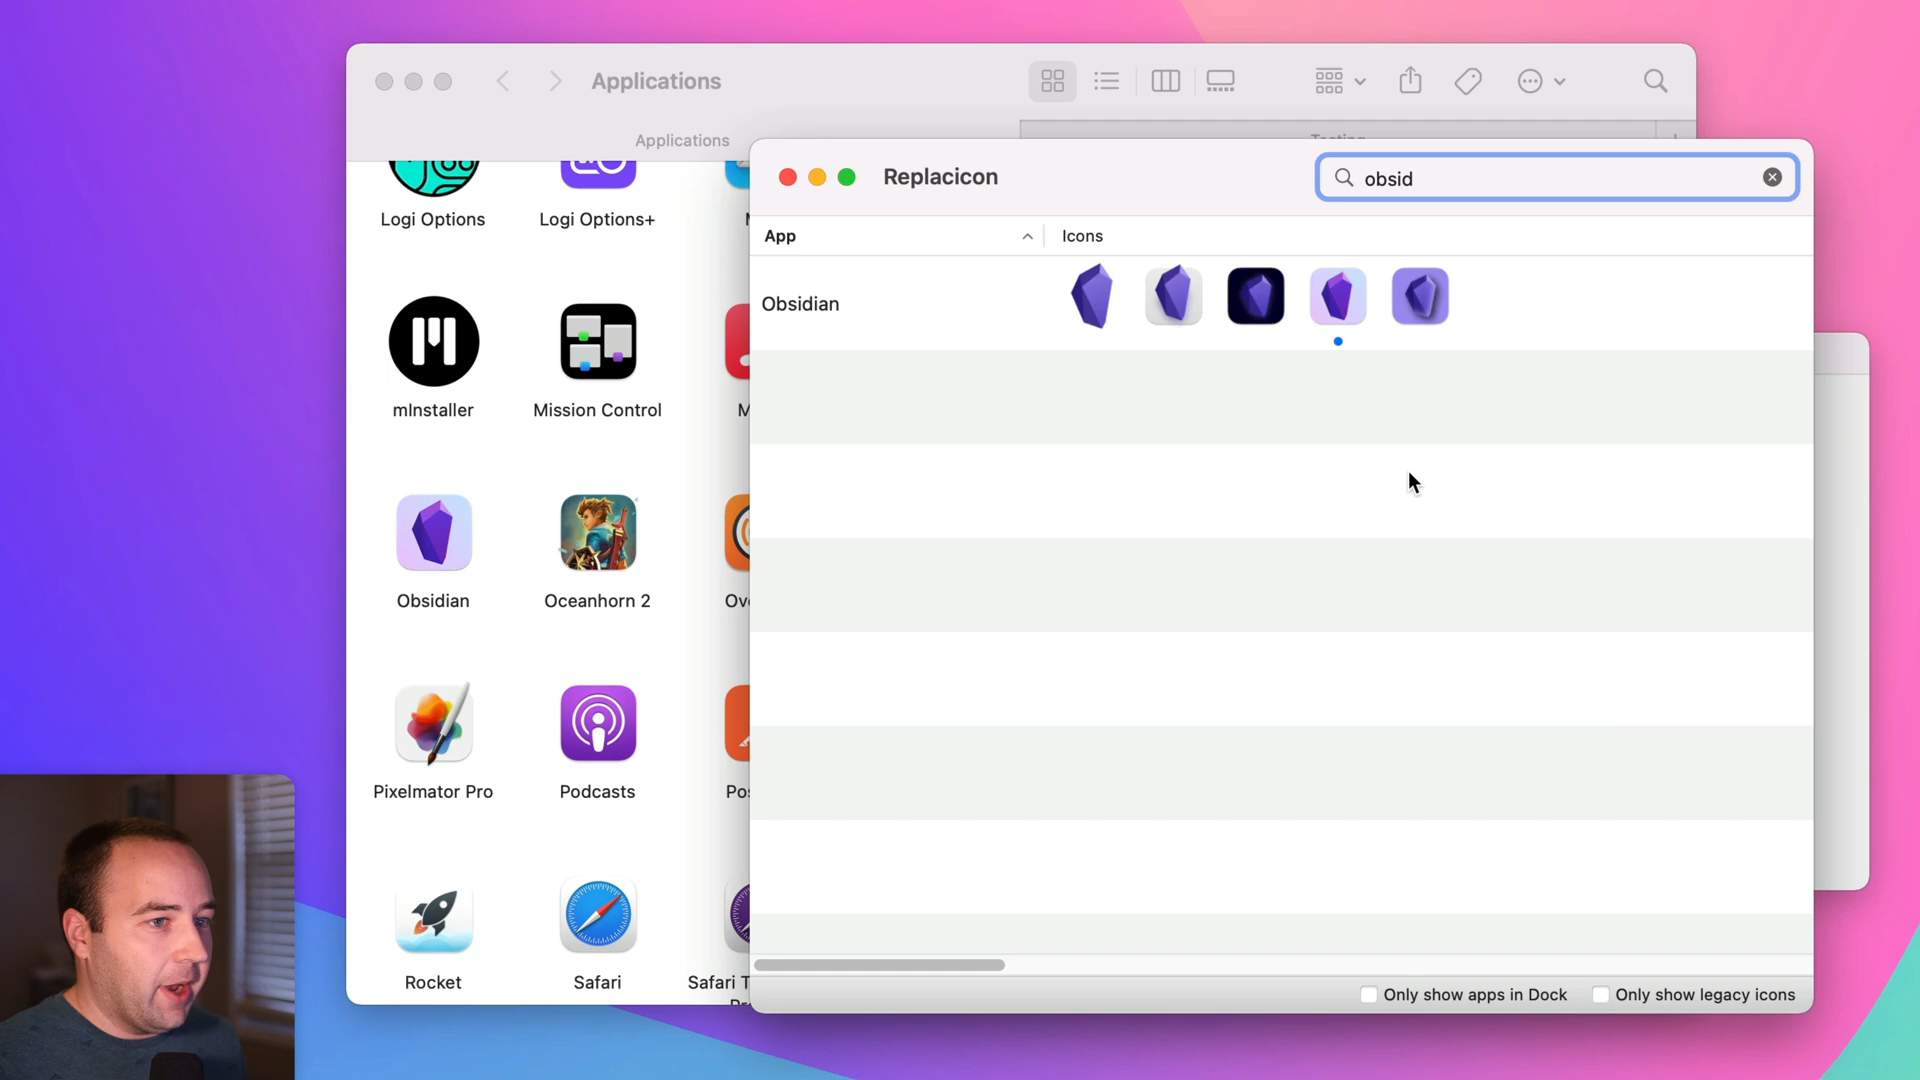 Applications
Applications
Replacicon
obsid
App
Icons
Obsidian
Logi Options
Logi Options+
mInstaller
Mission Control
Obsidian
Oceanhorn 2
Pixelmator Pro
Podcasts
Rocket
Safari
Safari
Only show apps in Dock
Only show legacy icons